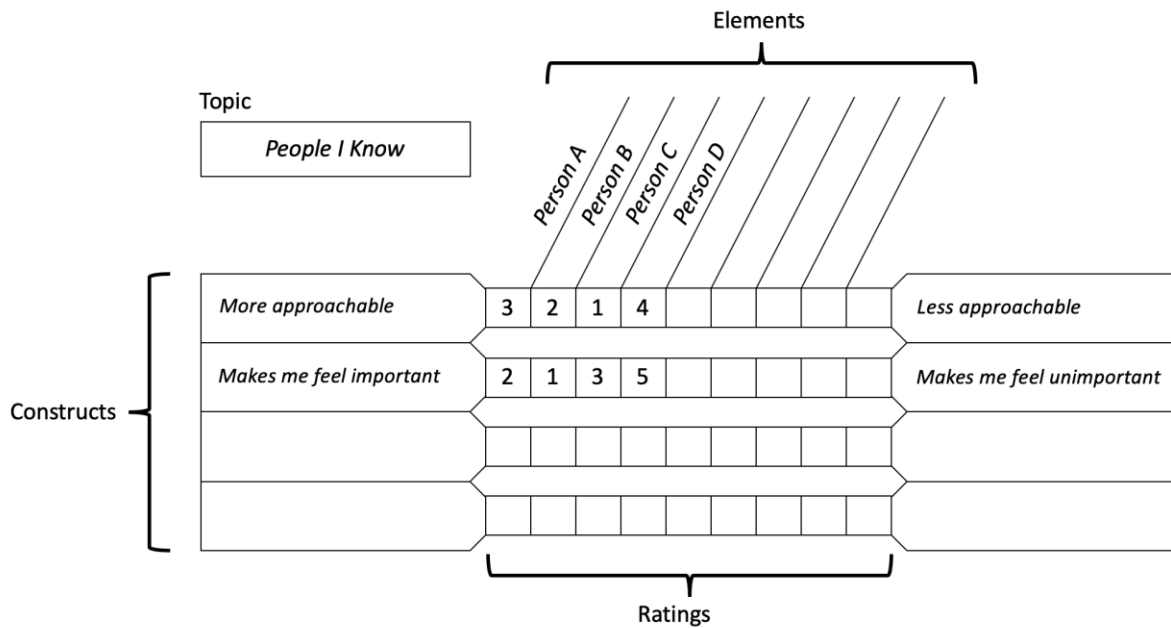 Elements
Topic
People I Know
Person A
Person B
Person C
Person D
More approachable 3 2 1 4 Less approachable
Makes me feel important 2 1 3 5 Makes me feel unimportant
Constructs
Ratings